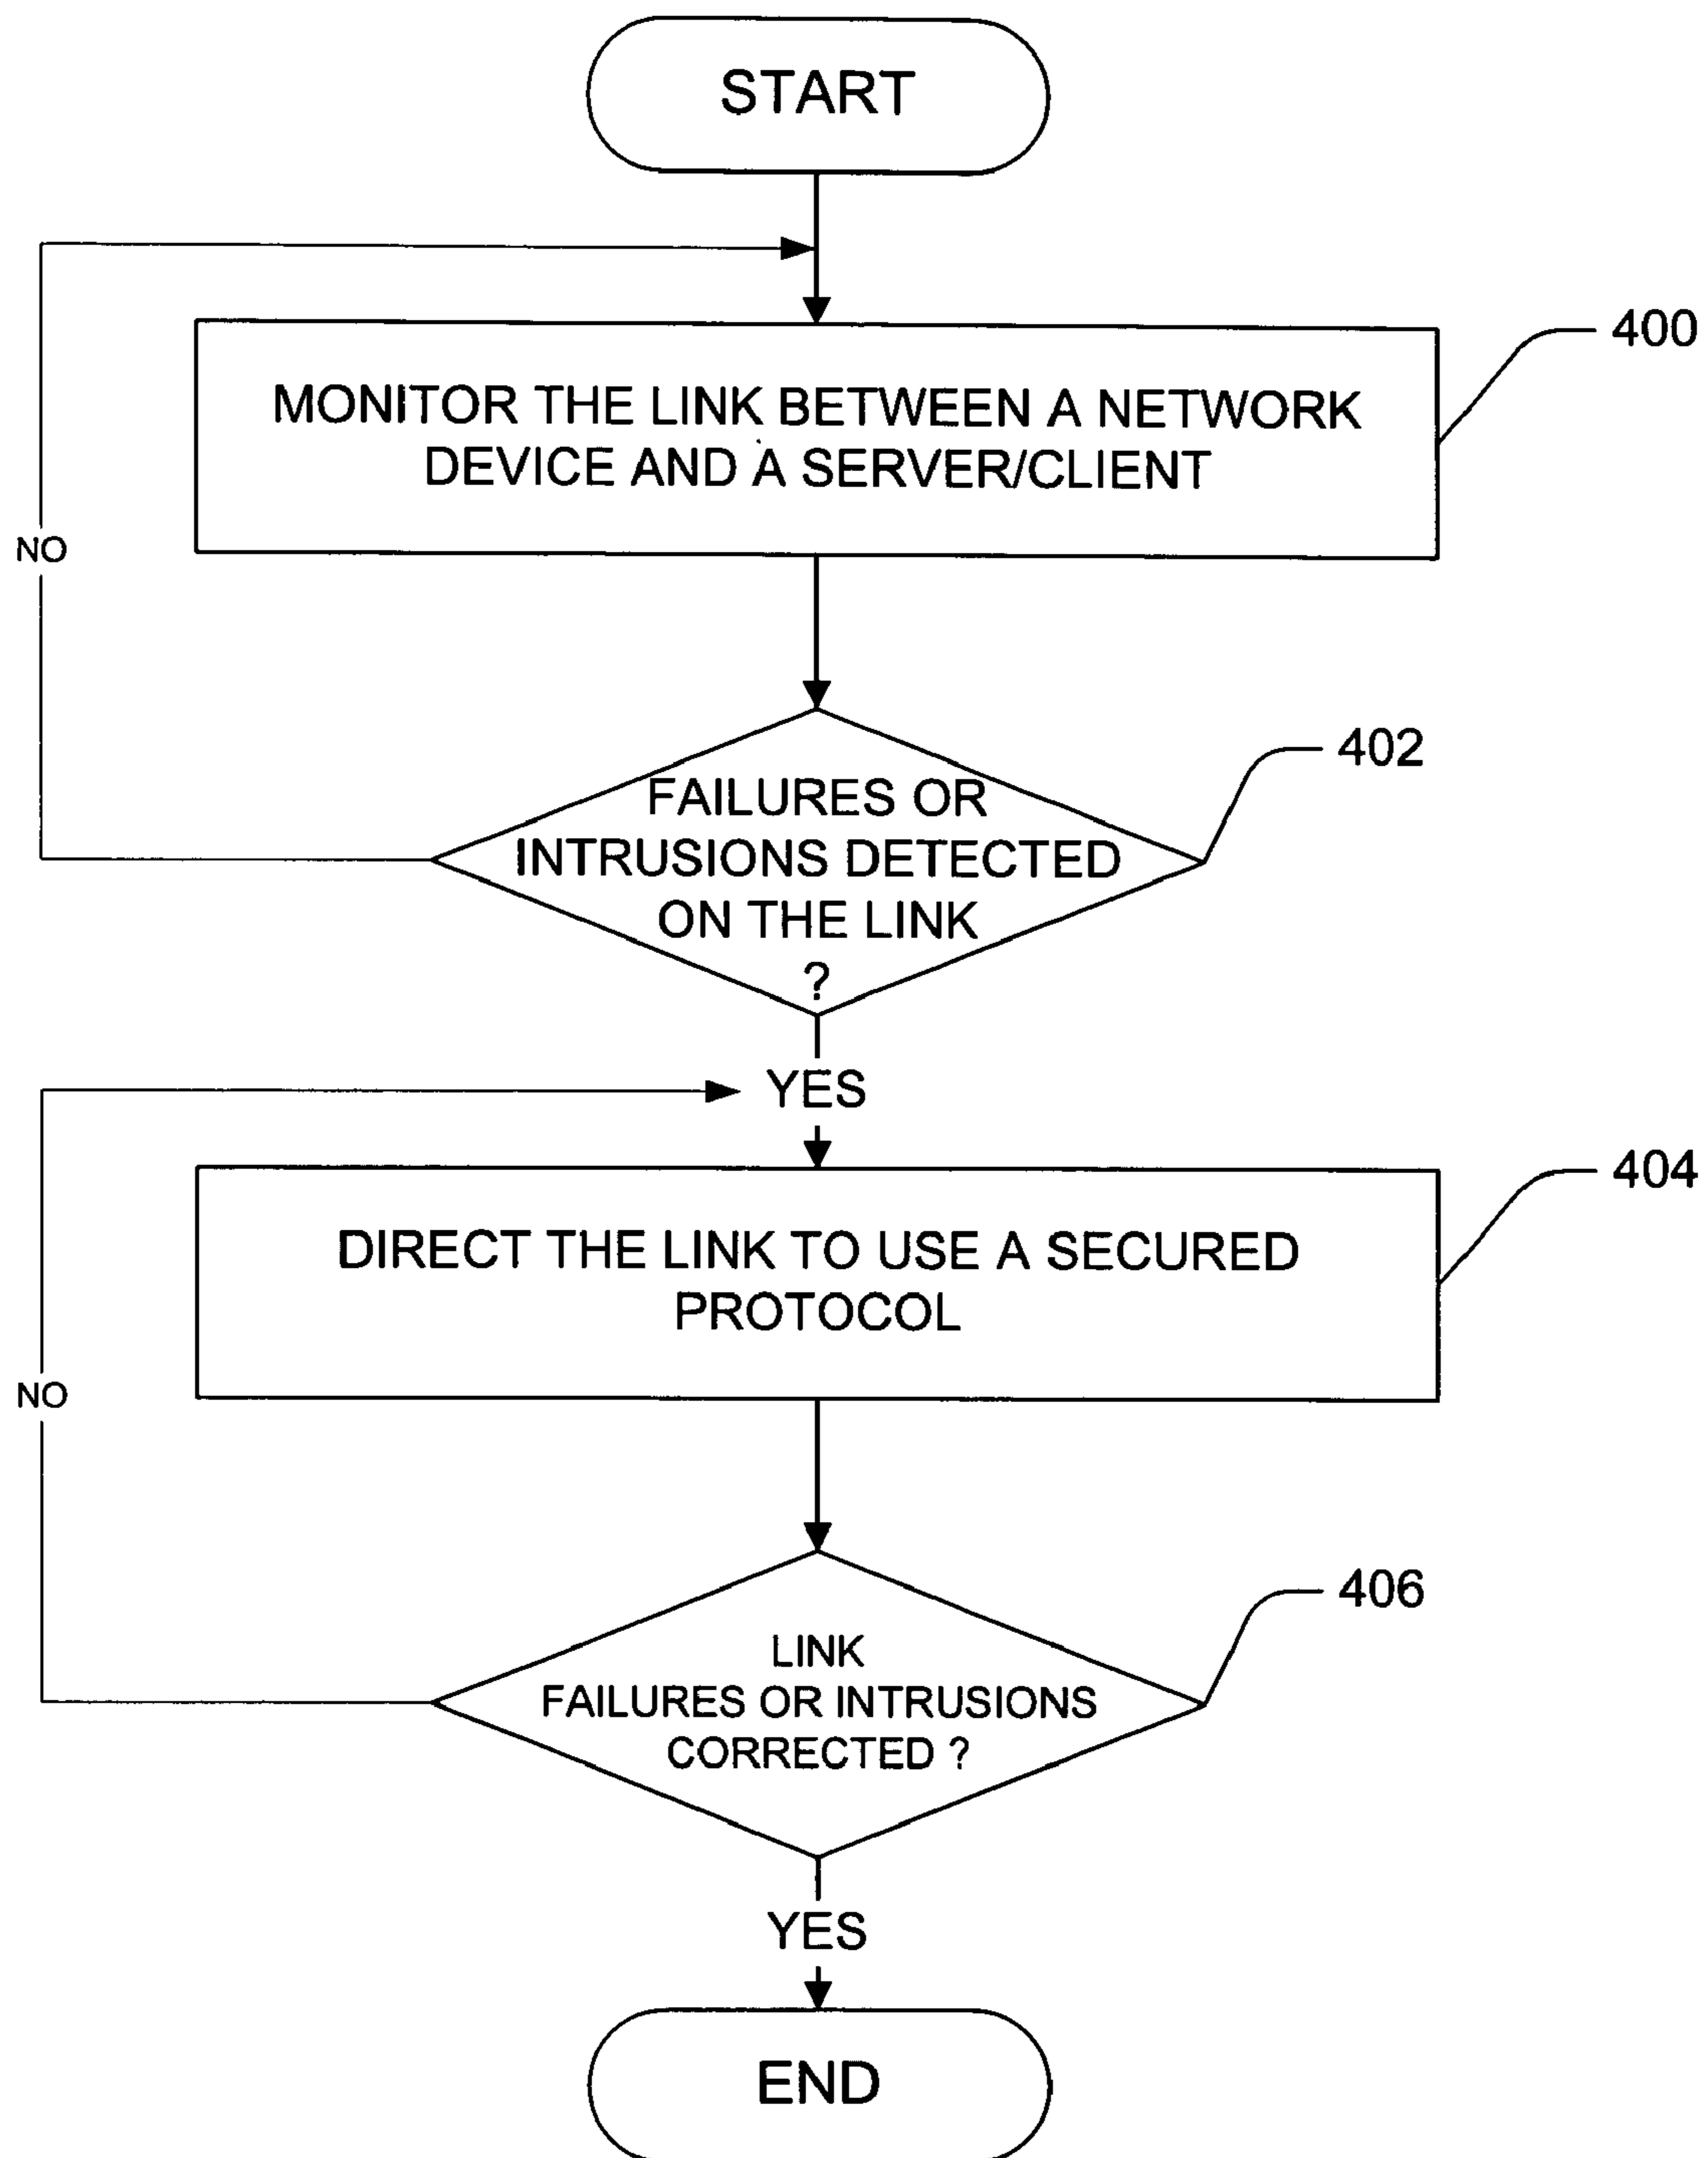 START
400
MONITOR THE LINK BETWEEN A NETWORK
DEVICE AND A SERVER/CLIENT
NO
402
FAILURES OR
INTRUSIONS DETECTED
ON THE LINK
?
YES
404
DIRECT THE LINK TO USE A SECURED
PROTOCOL
NO
406
LINK
FAILURES OR INTRUSIONS
CORRECTED ?
YES
END